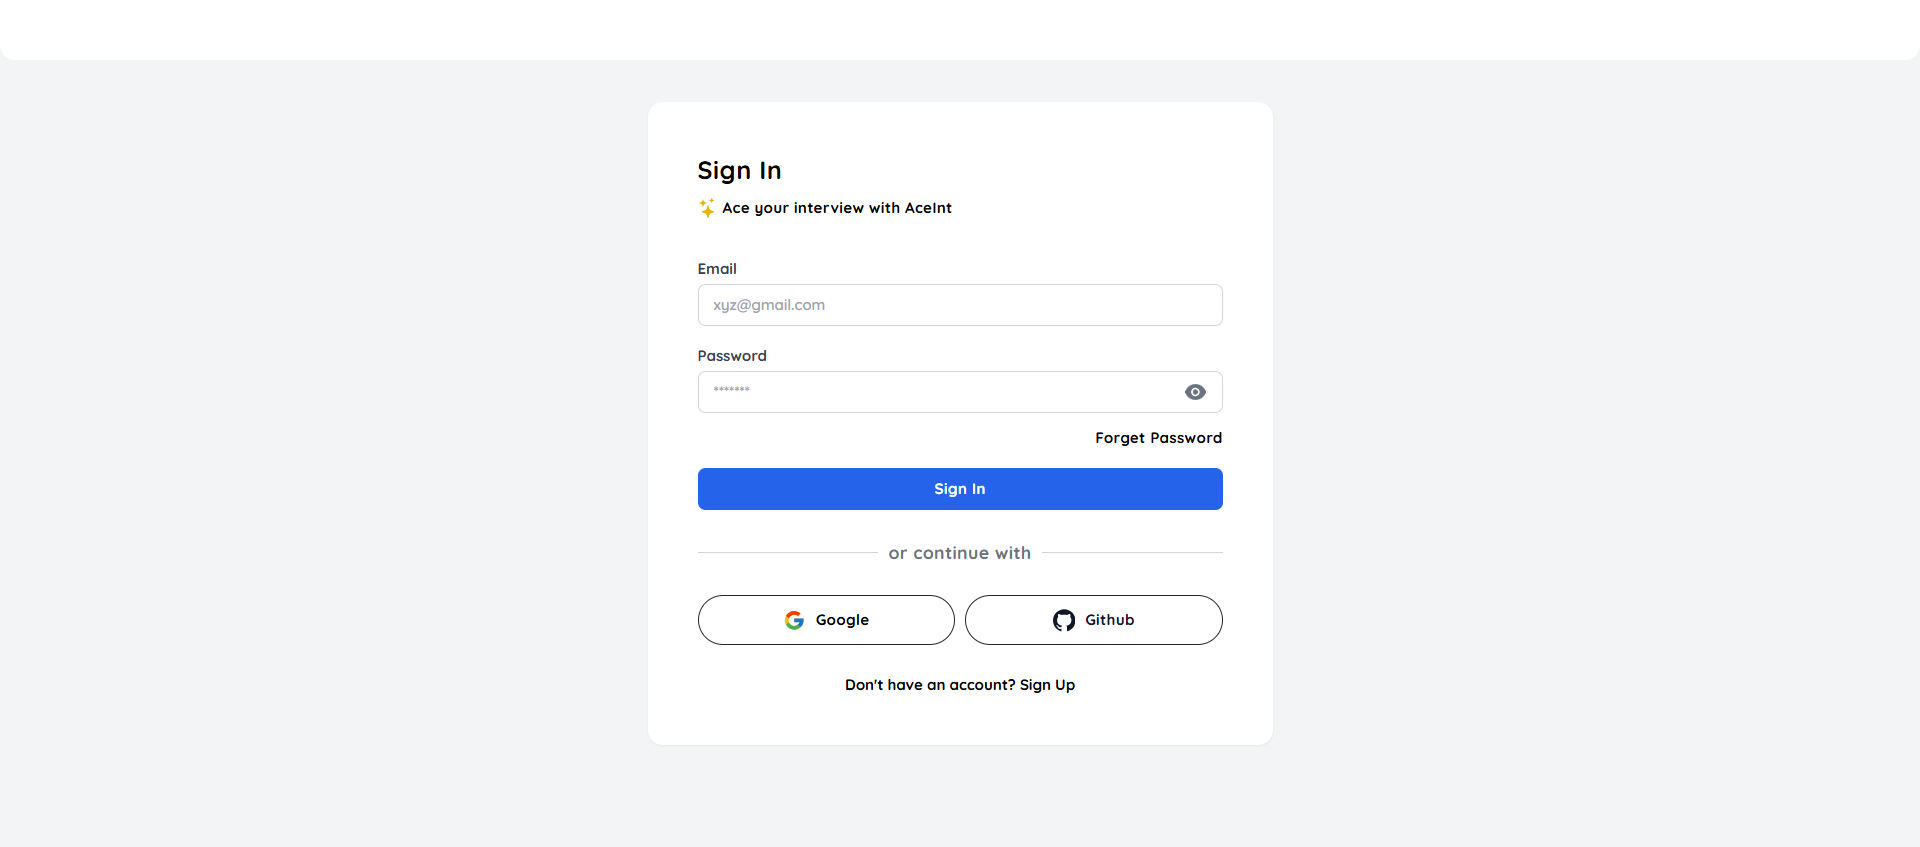 Sign In
Ace your interview with AceInt
Email
xyz@gmail.com
Password
*******
Forget Password
Sign In
or continue with
Google
Github
Don't have an account? Sign Up